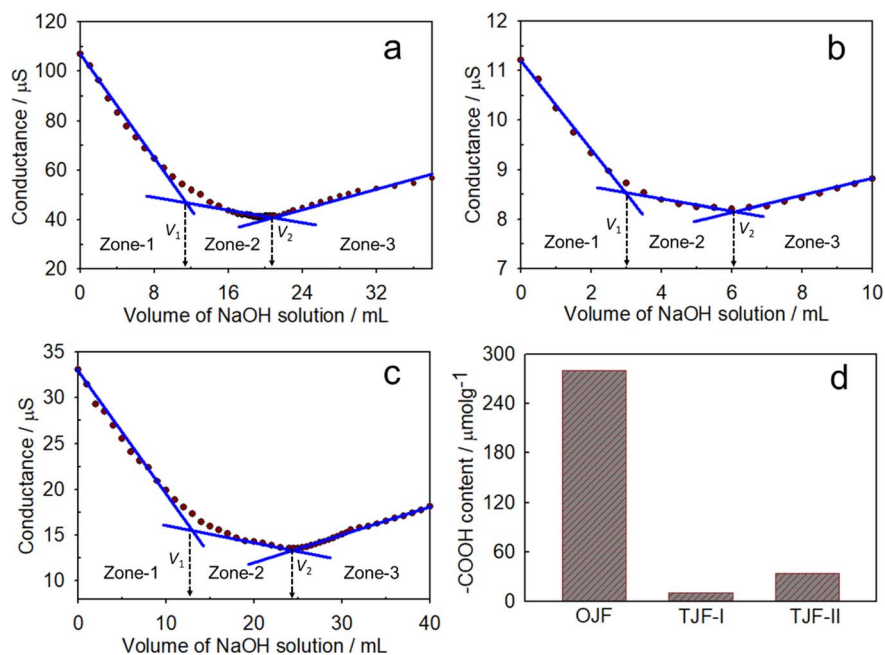 a
Conductance / μS
120
100
80
60
40
20
Zone-1
V1
Zone-2
V2
Zone-3
0
8
16
24
32
Volume of NaOH solution / mL
b
Conductance / μS
12
11
10
9
8
7
Zone-1
V1
Zone-2
V2
Zone-3
0
2
4
6
8
10
Volume of NaOH solution / mL
c
Conductance / μS
35
30
25
20
15
10
Zone-1
V1
Zone-2
V2
Zone-3
0
10
20
30
40
Volume of NaOH solution / mL
d
-COOH content / μmolg-1
300
240
180
120
60
0
OJF
TJF-I
TJF-II